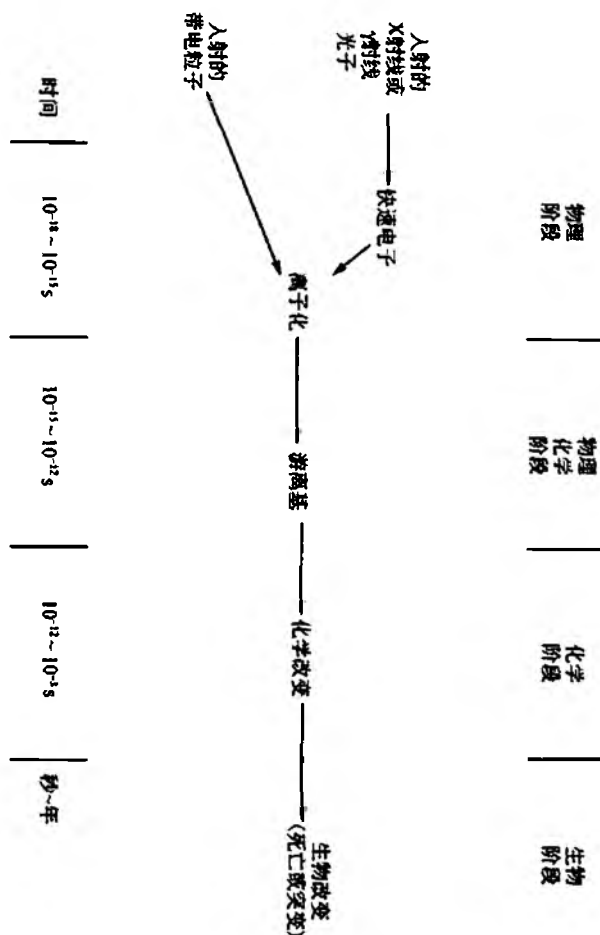 物理
阶段
物理
化学
阶段
化学
阶段
生物
阶段
入射的
X射线或
γ射线
光子
快速电子
离子化
游离基
化学改变
生物改变
(死亡或突变)
入射的
带电粒子
时间
10⁻¹⁸~10⁻¹⁵s
10⁻¹⁵~10⁻¹²s
10⁻¹²~10⁻³s
秒~年